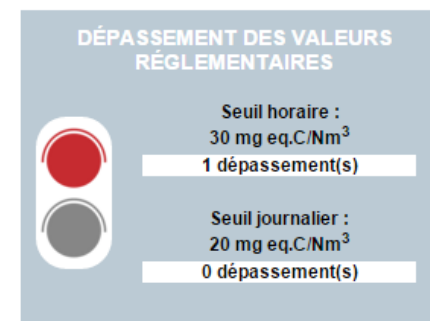 DÉPASSEMENT DES VALEURS
RÉGLEMENTAIRES
Seuil horaire :
30 mg eq.C/Nm³
1 dépassement(s)
Seuil journalier :
20 mg eq.C/Nm³
0 dépassement(s)